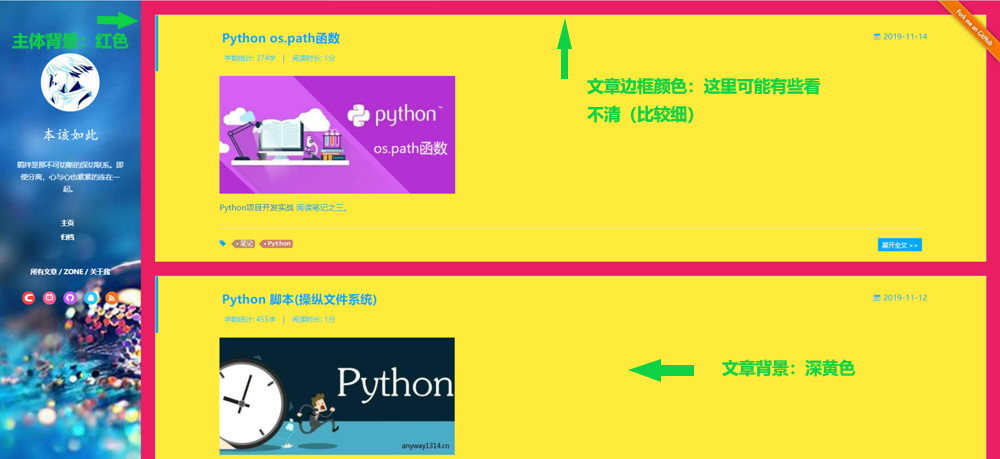 主体背景：红色
本该如此
羁绊是那不可切断的深切联系。即
使分离，心与心也紧紧的连在一
起。
主页
归档
所有文章 / ZONE / 关于我
Fork me on GitHub
Python os.path函数
2019-11-14
字数统计: 374字 | 阅读时长: 1分
python™
os.path函数
文章边框颜色：这里可能有些看
不清（比较细）
Python项目开发实战 阅读笔记之三。
笔记
Python
展开全文 >>
Python 脚本(操纵文件系统)
2019-11-12
字数统计: 455字 | 阅读时长: 1分
Python
anyway1314.cn
文章背景：深黄色